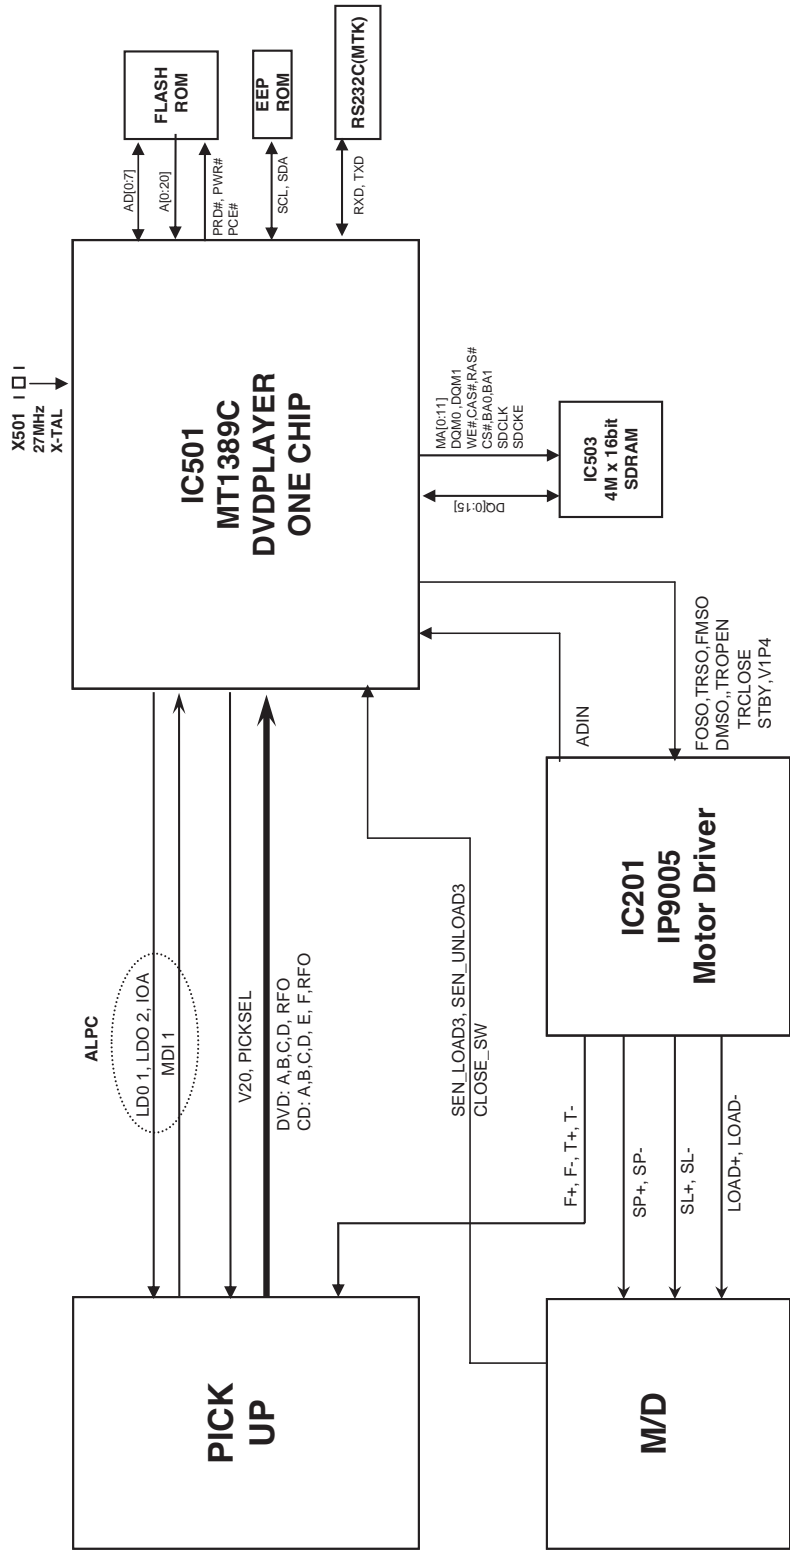 X501
27MHz
X-TAL
FLASH
ROM
AD[0:7]
A[0:20]
PRD#, PWR#
PCE#
EEP
ROM
SCL, SDA
RS232C(MTK)
RXD, TXD
IC501
MT1389C
DVDPLAYER
ONE CHIP
MA[0:11]
DQM0 ,DQM1
WE#,CAS#,RAS#
CS#,BA0,BA1
SDCLK
SDCKE
DQ[0:15]
IC503
4M x 16bit
SDRAM
ALPC
LD0 1, LDO 2, IOA
MDI 1
V20, PICKSEL
DVD: A,B,C,D, RFO
CD: A,B,C,D, E, F,RFO
SEN_LOAD3, SEN_UNLOAD3
CLOSE_SW
ADIN
FOSO,TRSO,FMSO
DMSO,,TROPEN
TRCLOSE
STBY,V1P4
IC201
IP9005
Motor Driver
F+, F-, T+, T-
SP+, SP-
SL+, SL-
LOAD+, LOAD-
PICK
UP
M/D